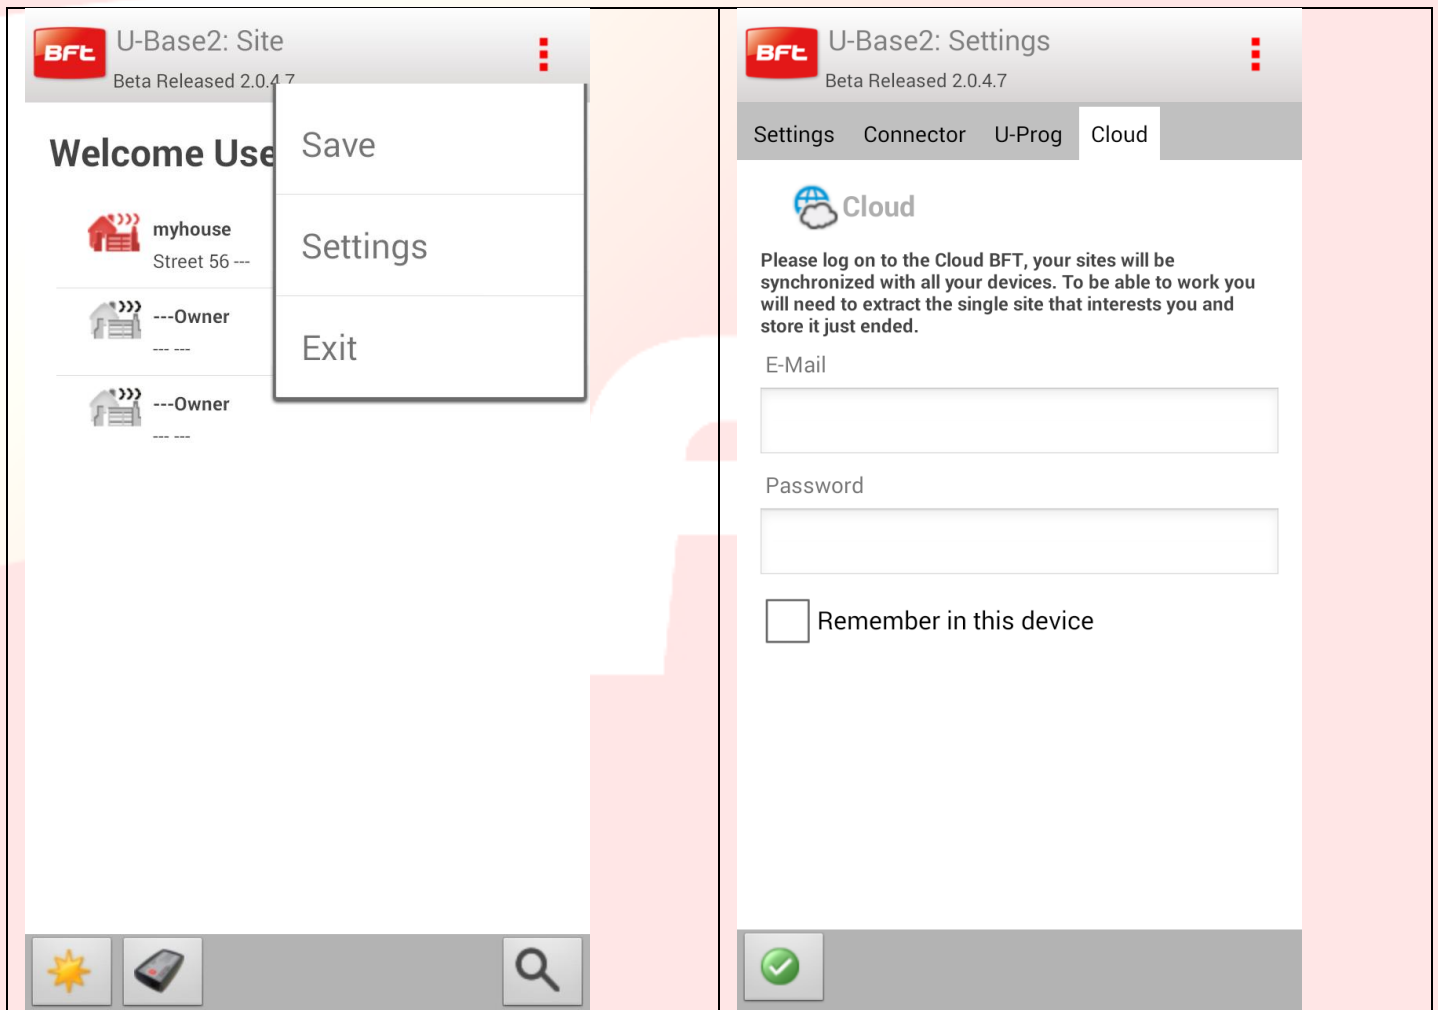 BFt
U-Base2: Site
Beta Released 2.0.4.7
Welcome Use
myhouse
Street 56 ---
---Owner
--- ---
---Owner
--- ---
Save
Settings
Exit
BFt
U-Base2: Settings
Beta Released 2.0.4.7
Settings Connector U-Prog Cloud
Cloud
Please log on to the Cloud BFT, your sites will be
synchronized with all your devices. To be able to work you
will need to extract the single site that interests you and
store it just ended.
E-Mail
Password
Remember in this device